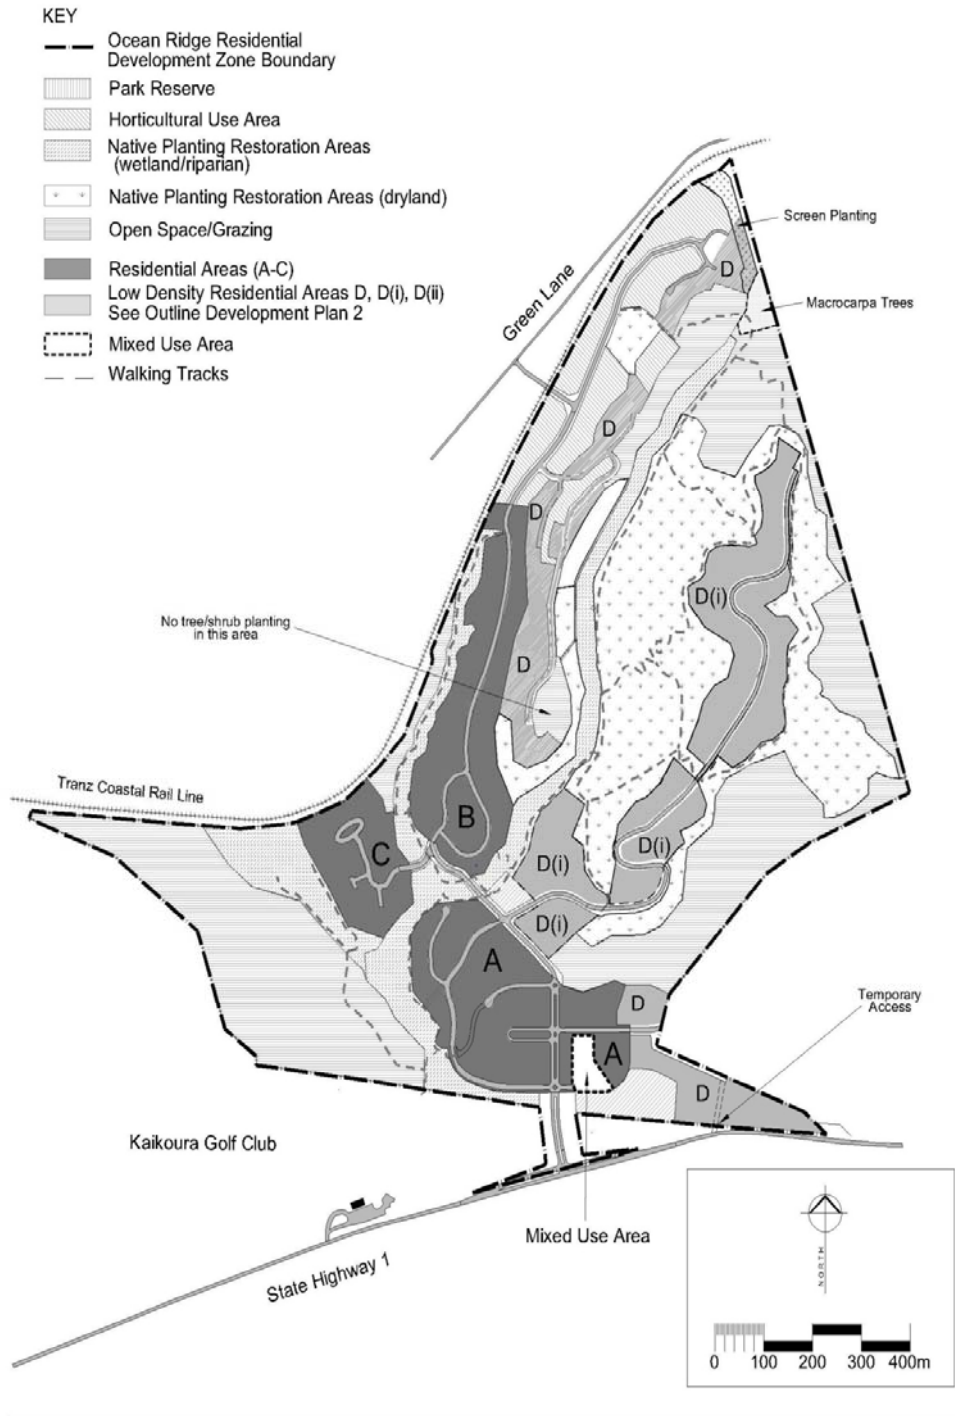 KEY
Ocean Ridge Residential
Development Zone Boundary
Park Reserve
Horticultural Use Area
Native Planting Restoration Areas
(wetland/riparian)
Native Planting Restoration Areas (dryland)
Open Space/Grazing
Residential Areas (A-C)
Low Density Residential Areas D, D(i), D(ii)
See Outline Development Plan 2
Mixed Use Area
Walking Tracks
Screen Planting
Green Lane
D
Macrocarpa Trees
D
D
D(i)
No tree/shrub planting
in this area
D
Tranz Coastal Rail Line
B
C
D(i)
D(i)
D(i)
A
D
Temporary
Access
A
D
Kaikoura Golf Club
Mixed Use Area
State Highway 1
NORTH
0 100 200 300 400m